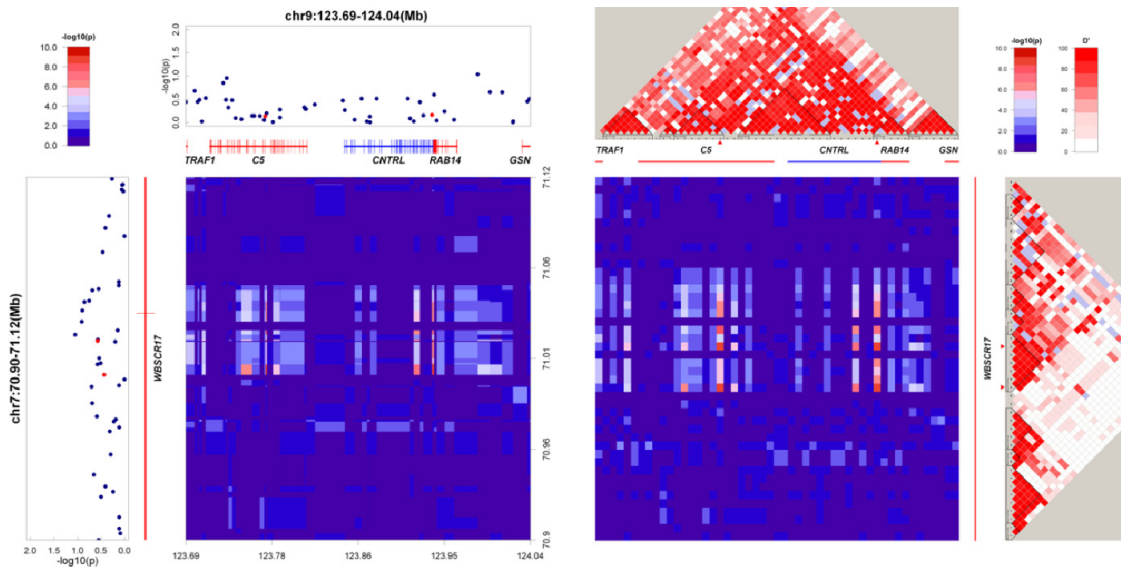 chr9:123.69-124.04(Mb)
-log10(p)
10.0
8.0
6.0
4.0
2.0
0.0
-log10(p)
2.0
1.5
1.0
0.5
0.0
TRAF1
C5
CNTRL
RAB14
GSN
chr7:70.90-71.12(Mb)
WBSCR17
71.12
71.06
71.01
70.96
70.9
2.0
1.5
1.0
0.5
0.0
-log10(p)
123.69
123.78
123.86
123.95
124.04
-log10(p)
10.0
8.0
6.0
4.0
2.0
0.0
D'
100
80
60
40
20
0
TRAF1
C5
CNTRL
RAB14
GSN
WBSCR17